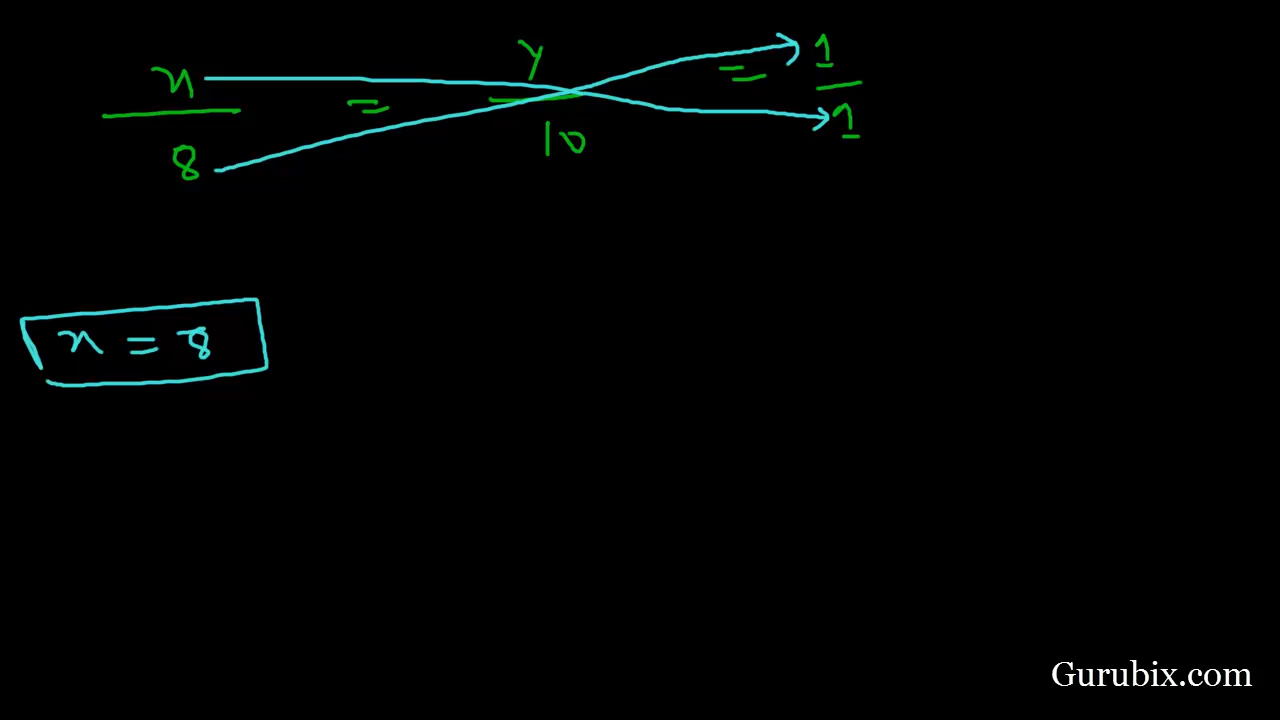 x/8 = y/10 = 1/1
x = 8
Gurubix.com